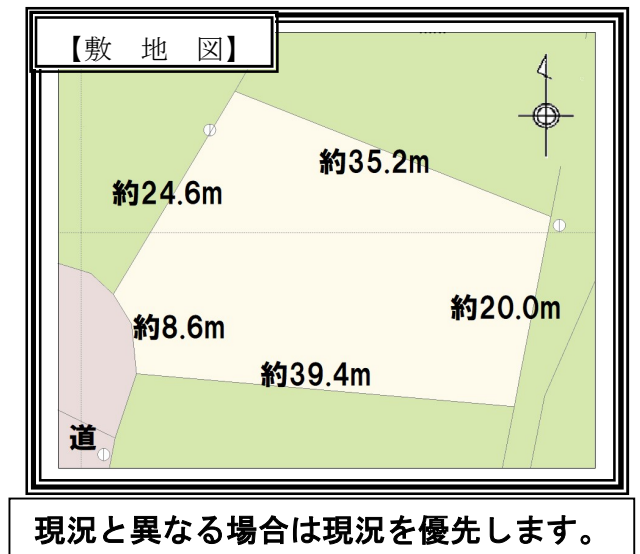 【敷 地 図】
約35.2m
約24.6m
約20.0m
約8.6m
約39.4m
道
現況と異なる場合は現況を優先します。